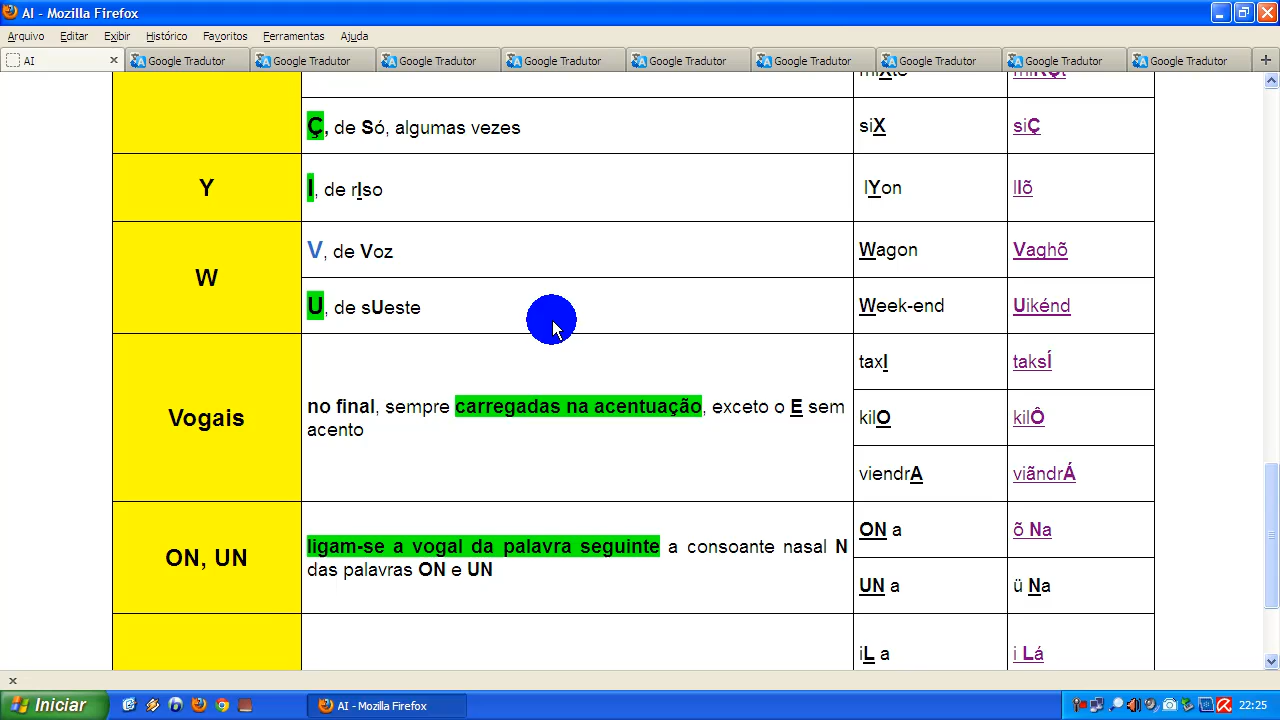 AI - Mozilla Firefox
Arquivo Editar Exibir Histórico Favoritos Ferramentas Ajuda
AI Google Tradutor Google Tradutor Google Tradutor Google Tradutor Google Tradutor Google Tradutor Google Tradutor Google Tradutor Google Tradutor
Ç, de Só, algumas vezes siX siÇ
Y I, de rIso lYon lIõ
W V, de Voz Wagon Vaghõ
U, de sUeste Week-end Uikénd
Vogais no final, sempre carregadas na acentuação, exceto o E sem
acento
taxI taksÍ
kilO kilÔ
viendrA viãndrÁ
ON, UN ligam-se a vogal da palavra seguinte a consoante nasal N
das palavras ON e UN
ON a õ Na
UN a ü Na
iL a i Lá
Iniciar AI - Mozilla Firefox 22:25